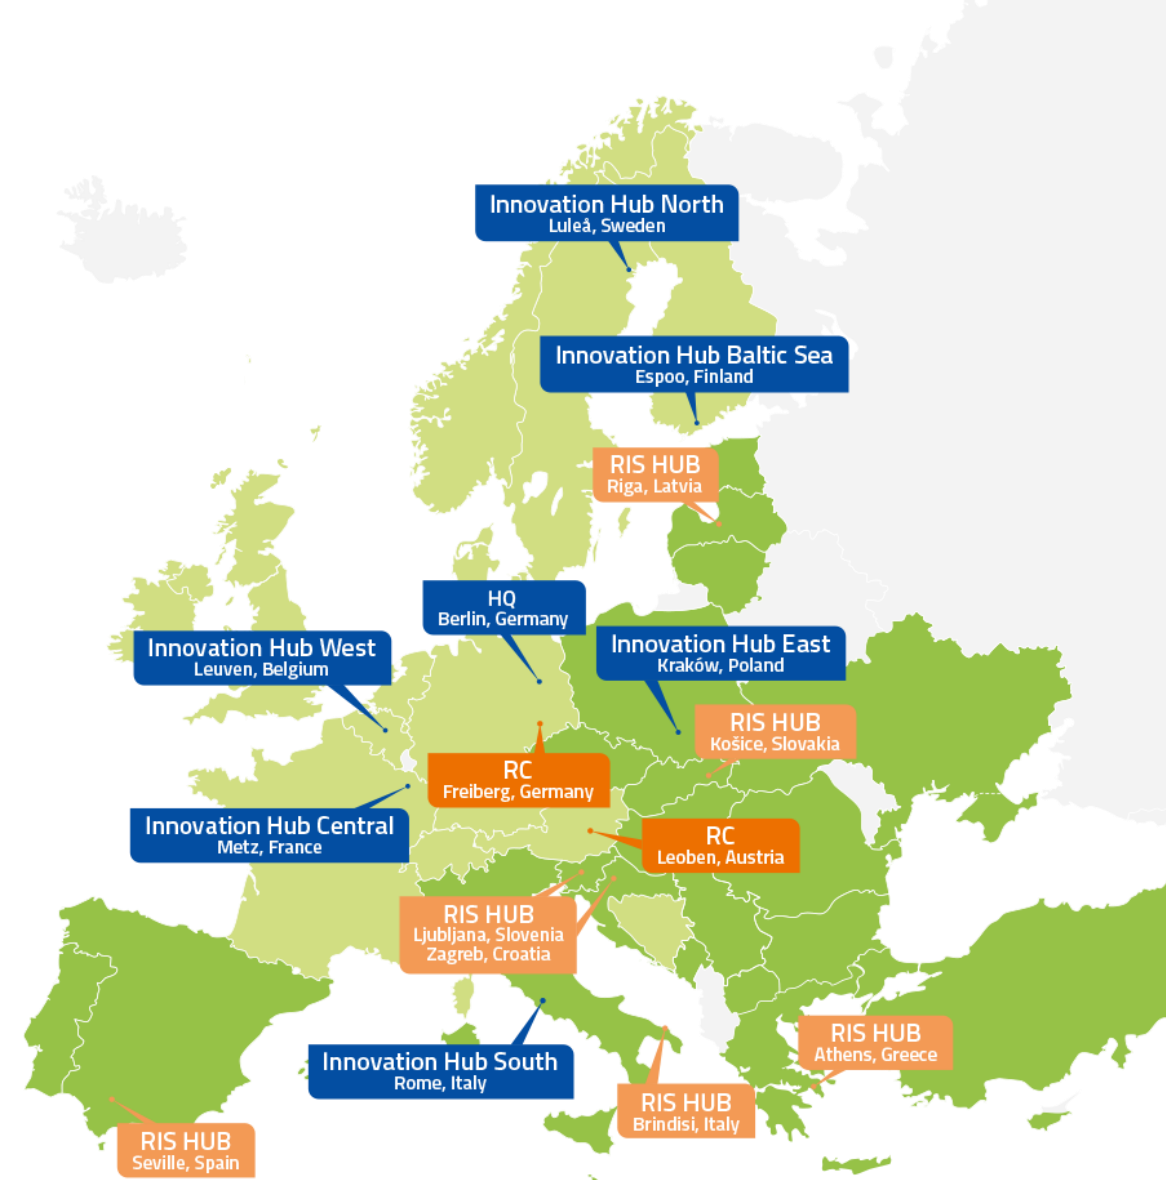 Innovation Hub North
Luleå, Sweden
Innovation Hub Baltic Sea
Espoo, Finland
RIS HUB
Riga, Latvia
HQ
Berlin, Germany
Innovation Hub West
Leuven, Belgium
Innovation Hub East
Kraków, Poland
RIS HUB
Košice, Slovakia
RC
Freiberg, Germany
Innovation Hub Central
Metz, France
RC
Leoben, Austria
RIS HUB
Ljubljana, Slovenia
Zagreb, Croatia
Innovation Hub South
Rome, Italy
RIS HUB
Athens, Greece
RIS HUB
Brindisi, Italy
RIS HUB
Seville, Spain